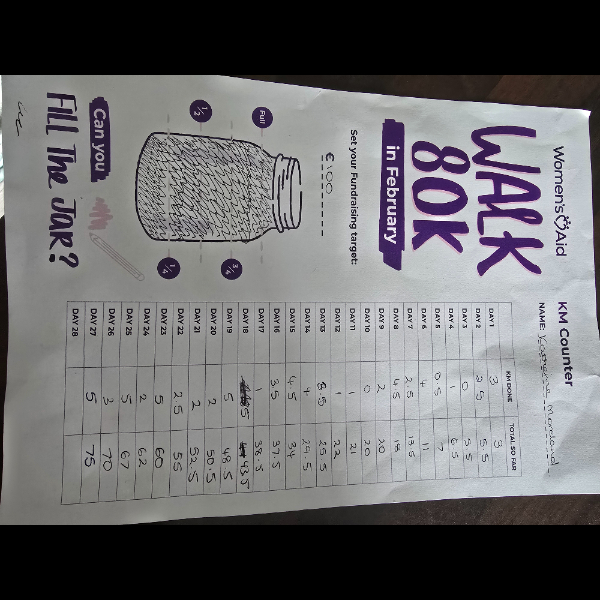 Women's Aid
WALK
80K
in February
Set your Fundraising target:
€100
Full
3/4
1/2
1/4
Can you
FILL THE JAR?
KM Counter
NAME:
KM DONE TOTAL SO FAR
DAY 1 3 3
DAY 2 2.5 5.5
DAY 3 0 5.5
DAY 4 1 6.5
DAY 5 0.5 7
DAY 6 4 11
DAY 7 2.5 13.5
DAY 8 4.5 18
DAY 9 2 20
DAY 10 0 20
DAY 11 1 21
DAY 12 1 22
DAY 13 3.5 25.5
DAY 14 4 29.5
DAY 15 4.5 34
DAY 16 3.5 37.5
DAY 17 1 38.5
DAY 18 5 43.5
DAY 19 5 48.5
DAY 20 2 50.5
DAY 21 2 52.5
DAY 22 2.5 55
DAY 23 5 60
DAY 24 2 62
DAY 25 5 67
DAY 26 3 70
DAY 27 5 75
DAY 28